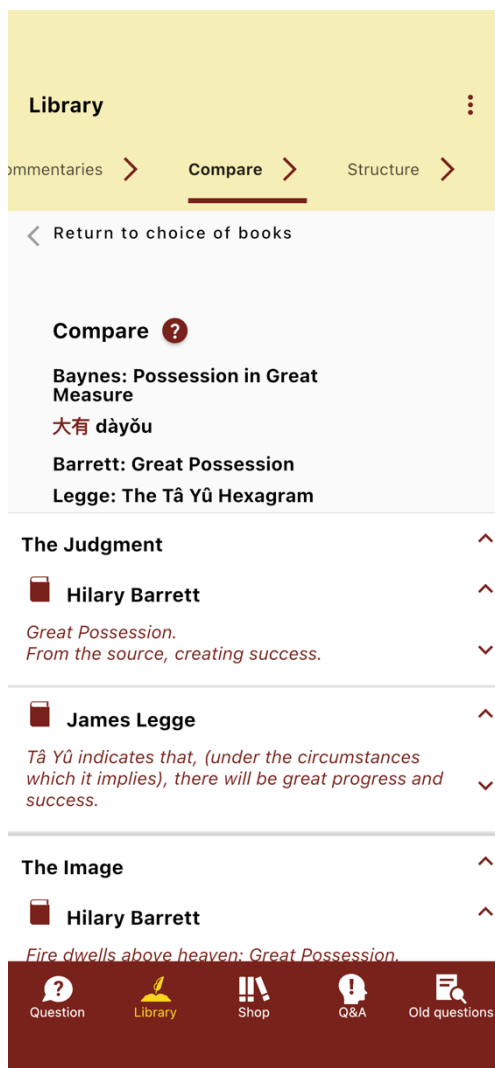 Library
ommentaries
Compare
Structure
Return to choice of books
Compare ?
Baynes: Possession in Great
Measure
大有 dàyǒu
Barrett: Great Possession
Legge: The Tâ Yû Hexagram
The Judgment
Hilary Barrett
Great Possession.
From the source, creating success.
James Legge
Tâ Yû indicates that, (under the circumstances
which it implies), there will be great progress and
success.
The Image
Hilary Barrett
Fire dwells above heaven: Great Possession.
Question
Library
Shop
Q&A
Old questions